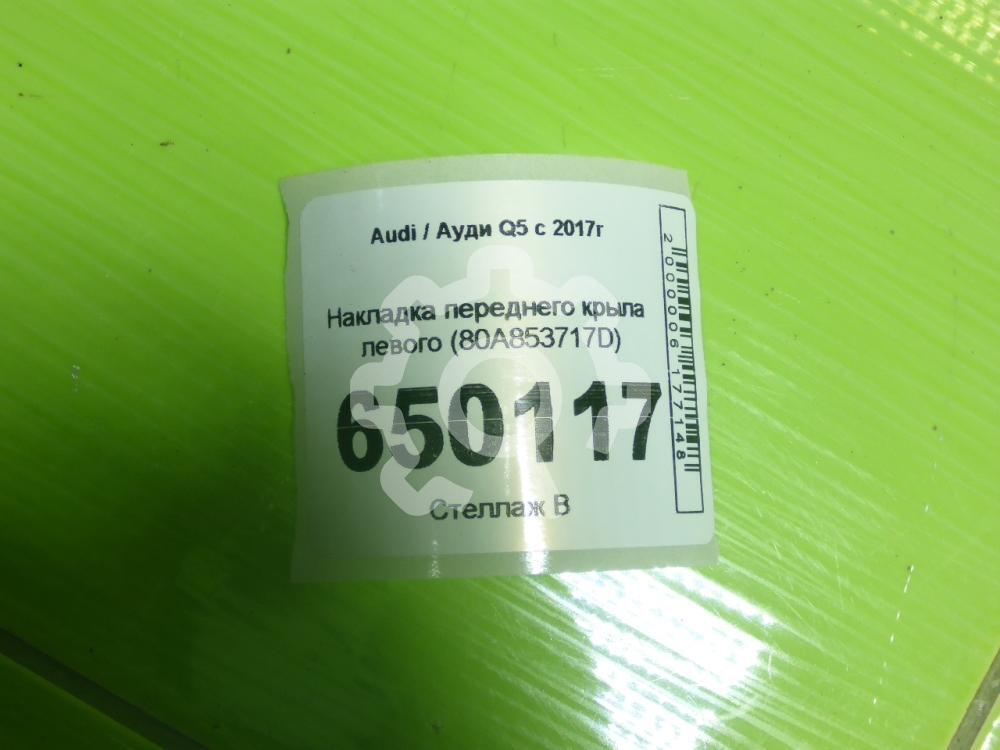 Audi / Ауди Q5 с 2017г
Накладка переднего крыла
левого (80A853717D)
650117
Стеллаж В
2000006177148